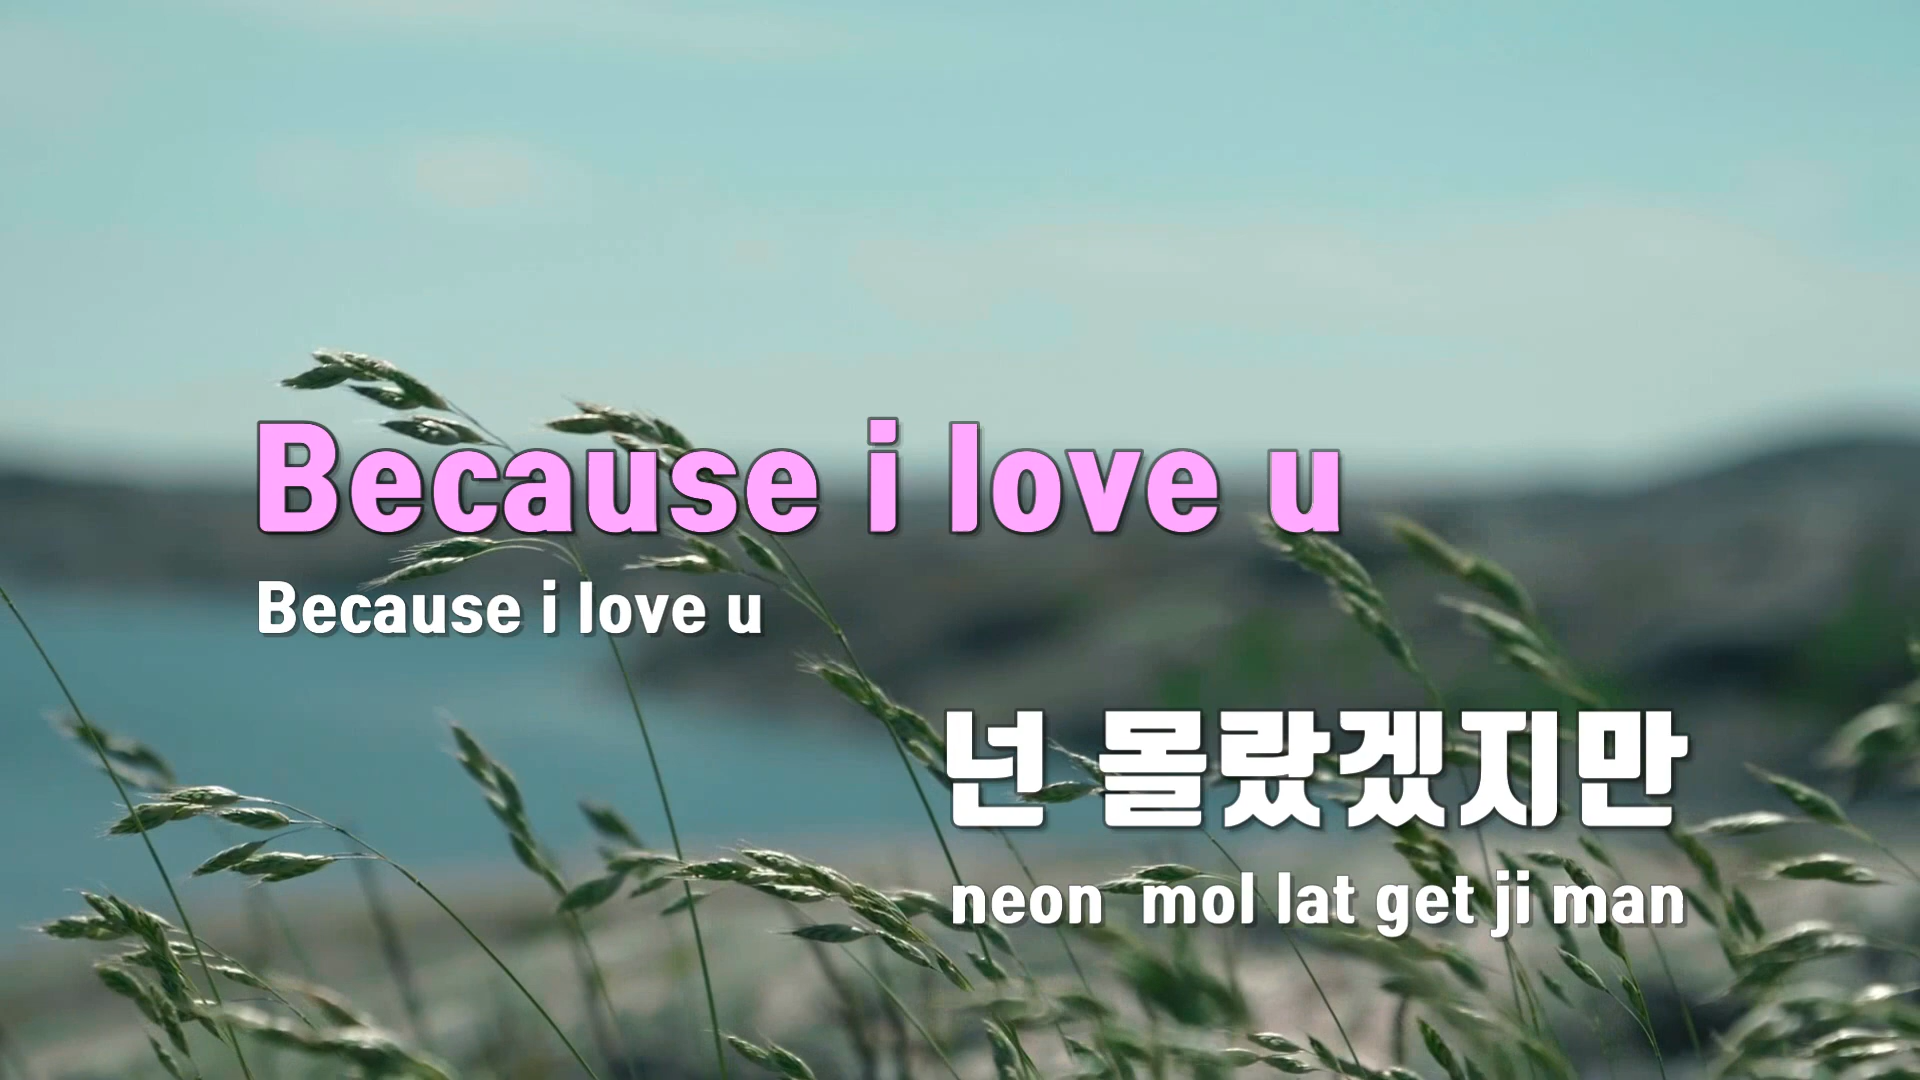 Because i love u
Because i love u
넌 몰랐겠지만
neon  mol lat get ji man